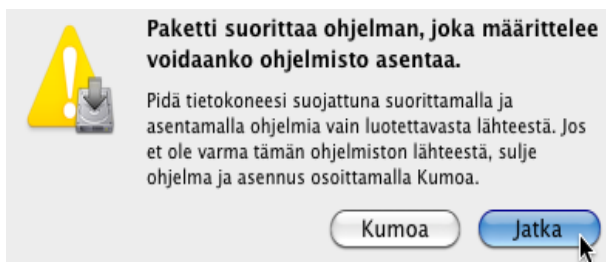 Paketti suorittaa ohjelman, joka määrittelee
voidaanko ohjelmisto asentaa.
Pidä tietokoneesi suojattuna suorittamalla ja
asentamalla ohjelmia vain luotettavasta lähteestä. Jos
et ole varma tämän ohjelmiston lähteestä, sulje
ohjelma ja asennus osoittamalla Kumoa.
Kumoa Jatka